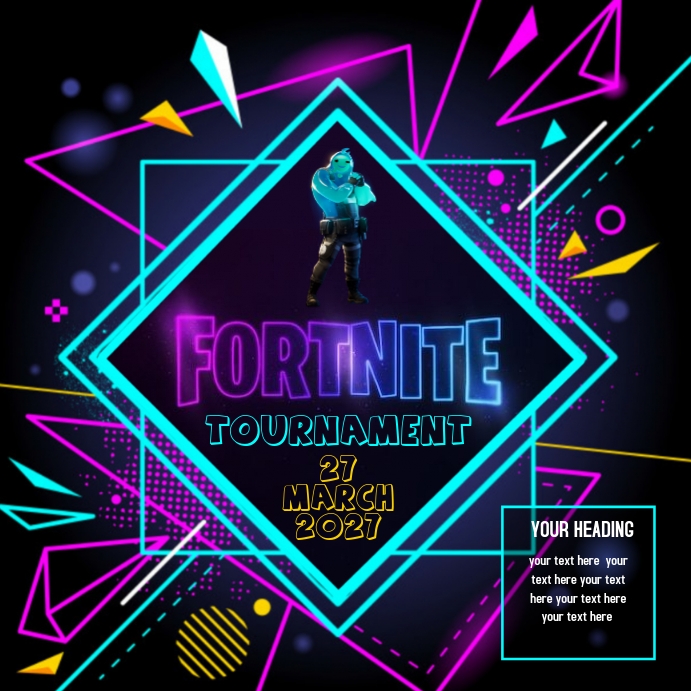 FORTNITE
TOURNAMENT
27
MARCH
2027
YOUR HEADING
your text here your
text here your text
here your text here
your text here